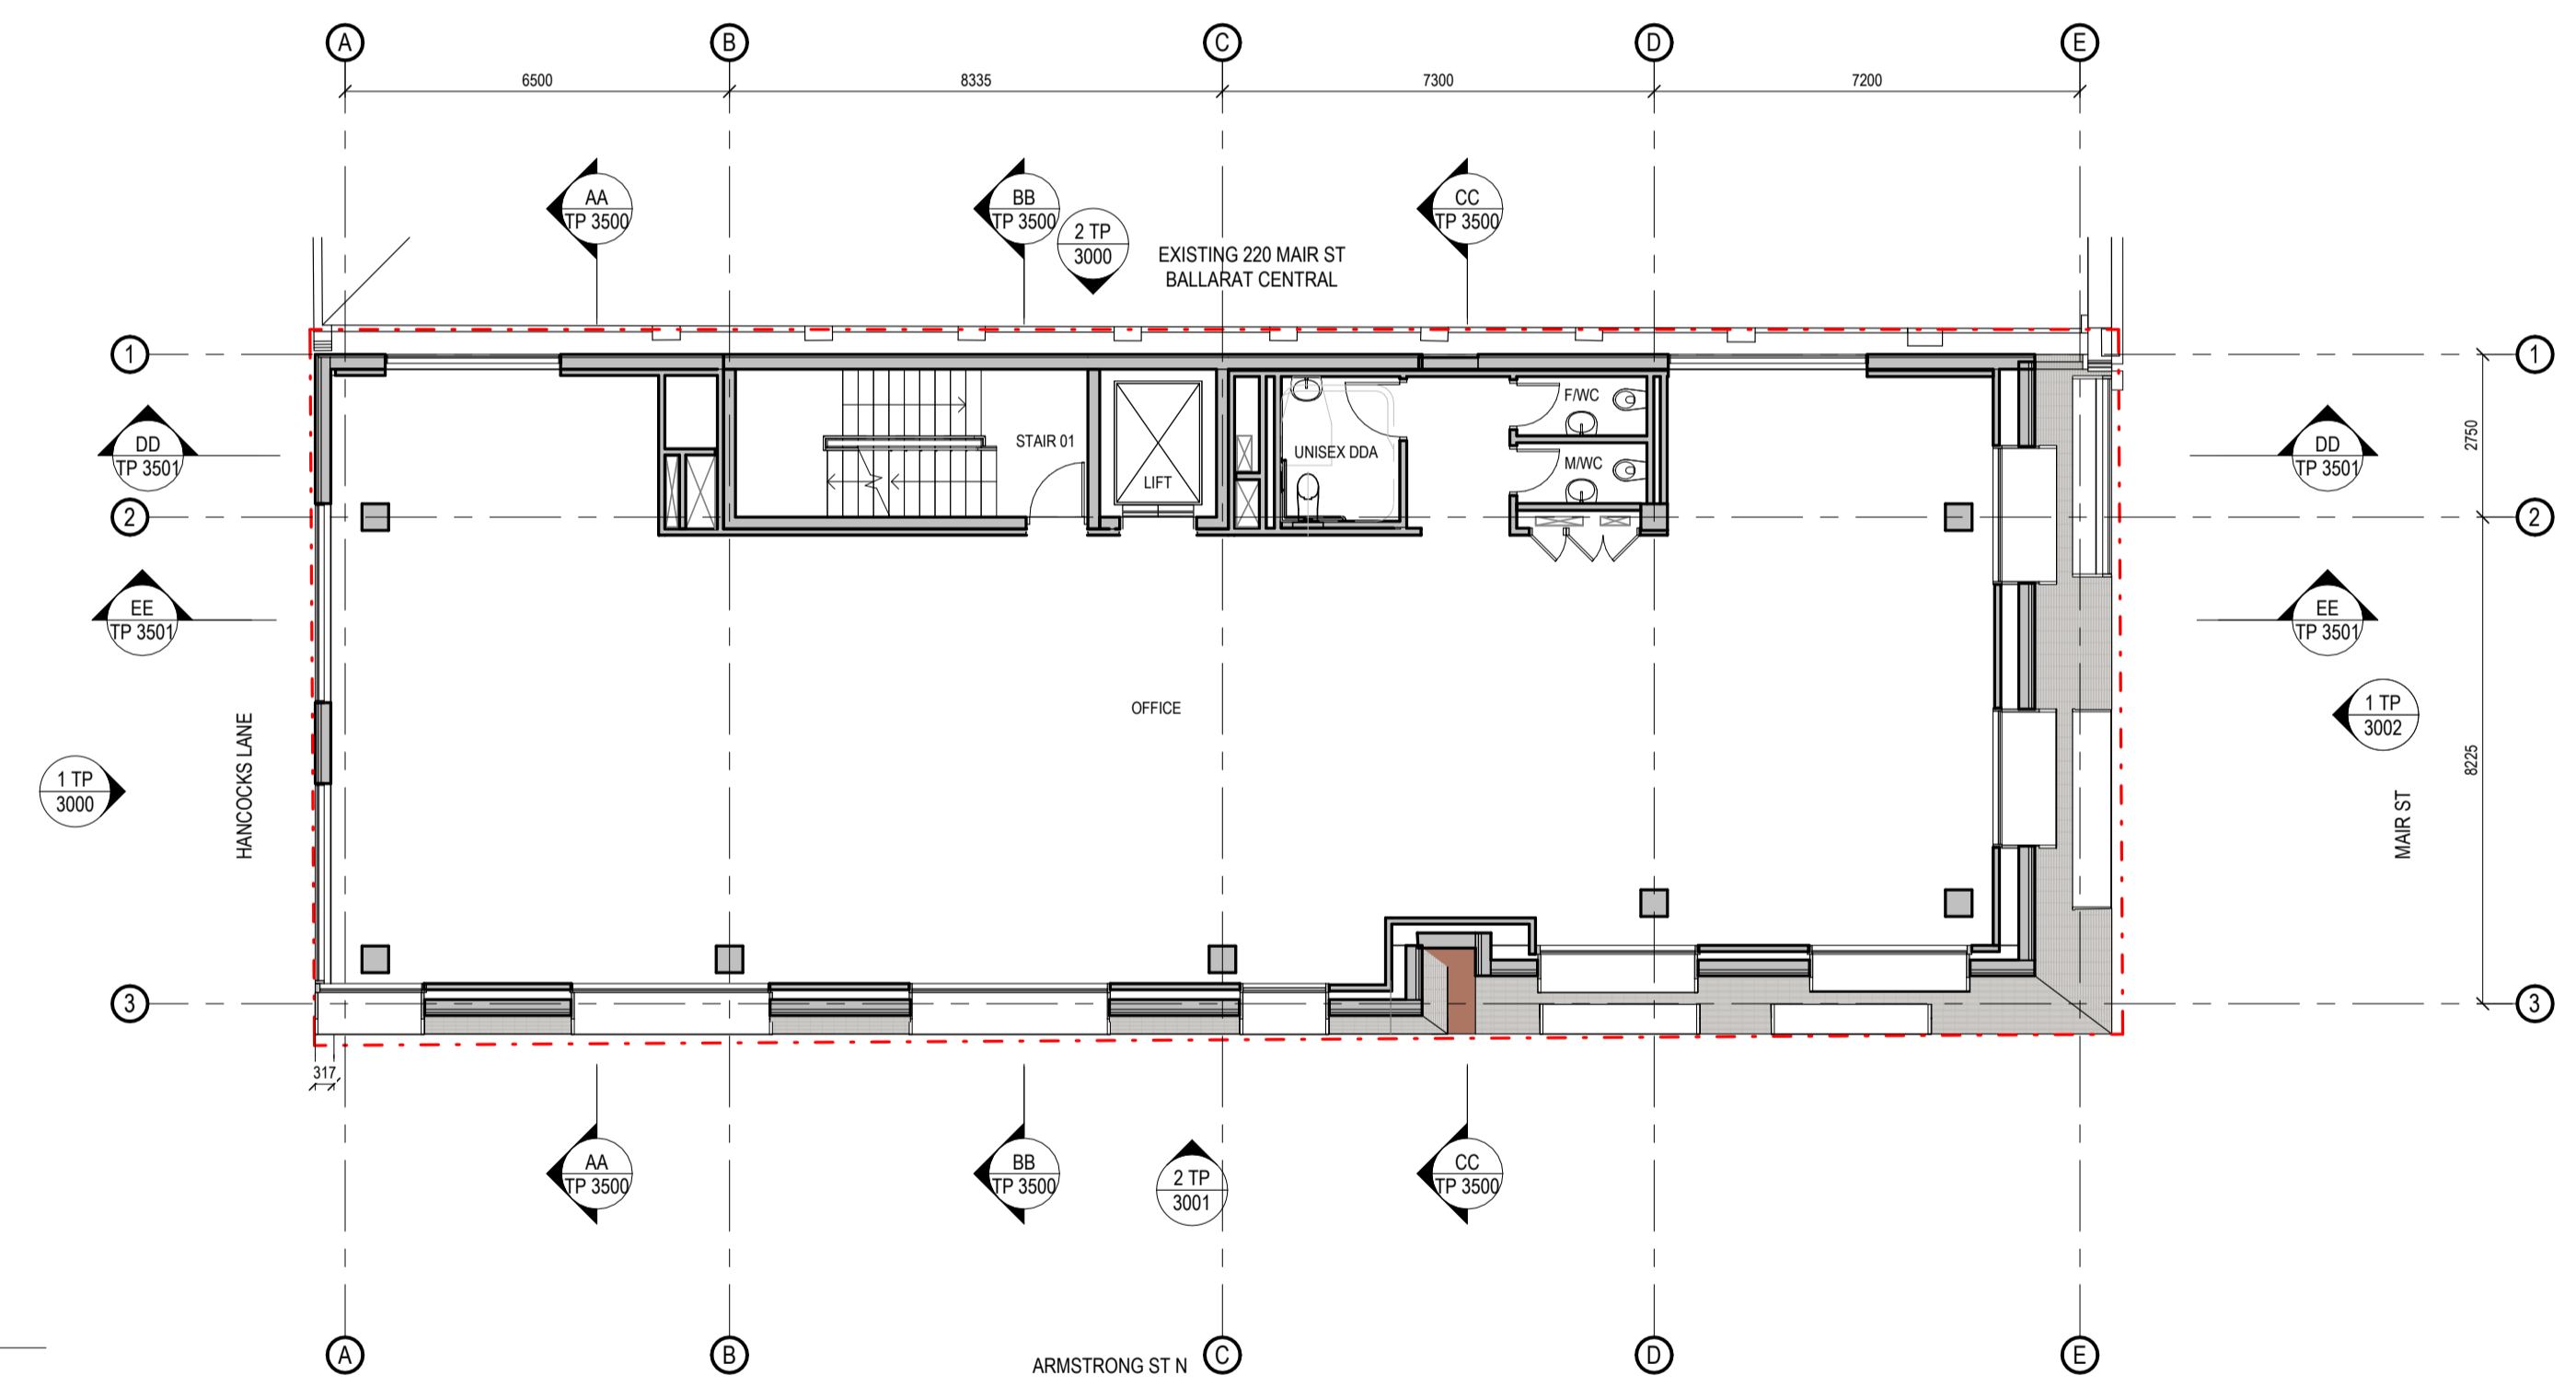 A B C D E
6500 8335 7300 7200
AA
TP 3500
BB
TP 3500
2 TP
3000
CC
TP 3500
EXISTING 220 MAIR ST
BALLARAT CENTRAL
1 1
DD
TP 3501
2 2
EE
TP 3501
STAIR 01
LIFT
UNISEX DDA
F/WC
M/WC
DD
TP 3501
2750
EE
TP 3501
OFFICE
HANCOCKS LANE
1 TP
3000
1 TP
3002
MAIR ST
8225
3 3
317
AA
TP 3500
BB
TP 3500
2 TP
3001
CC
TP 3500
A B C D E
ARMSTRONG ST N